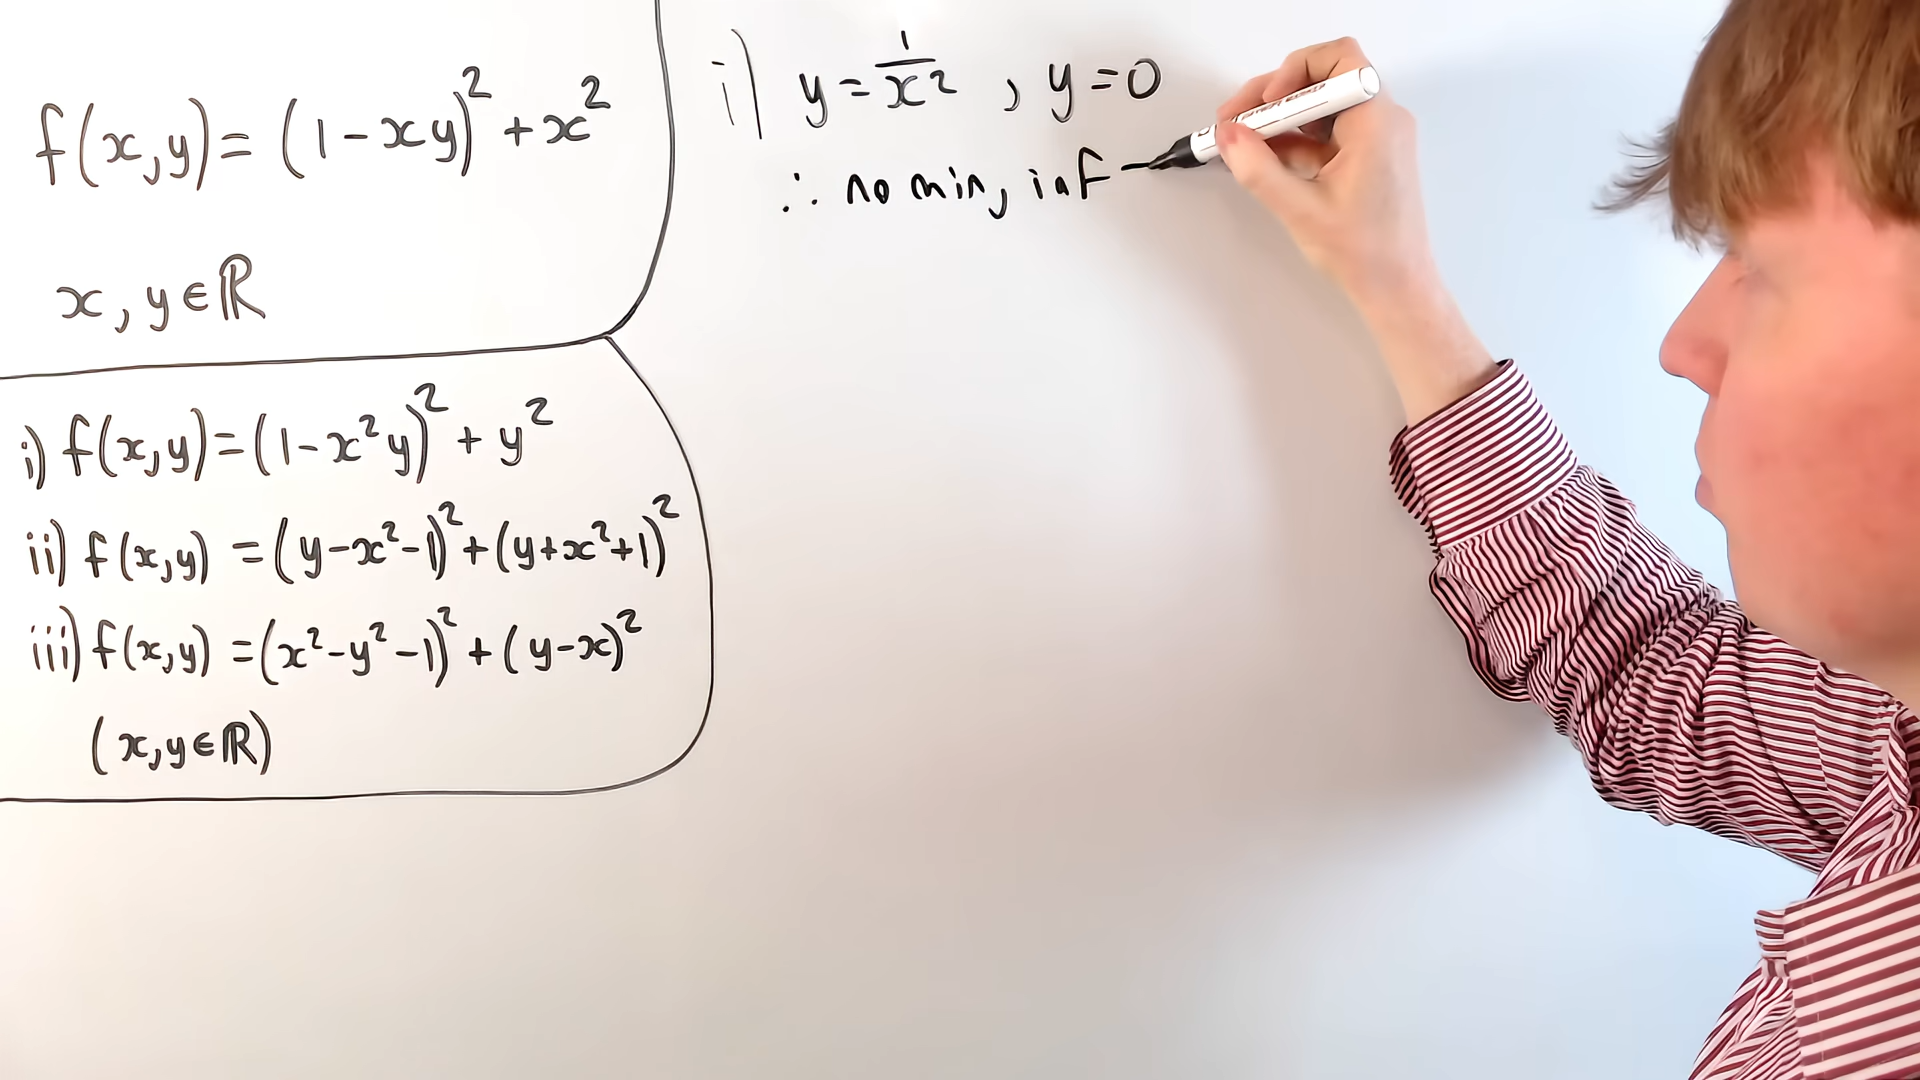 f(x,y)=(1-xy)²+x²
x,y∈ℝ
i) f(x,y)=(1-x²y)²+y²
ii) f(x,y)=(y-x²-1)²+(y+x²+1)²
iii) f(x,y)=(x²-y²-1)²+(y-x)²
(x,y∈ℝ)
i) y=1/x² , y=0
∴ no min, inf -